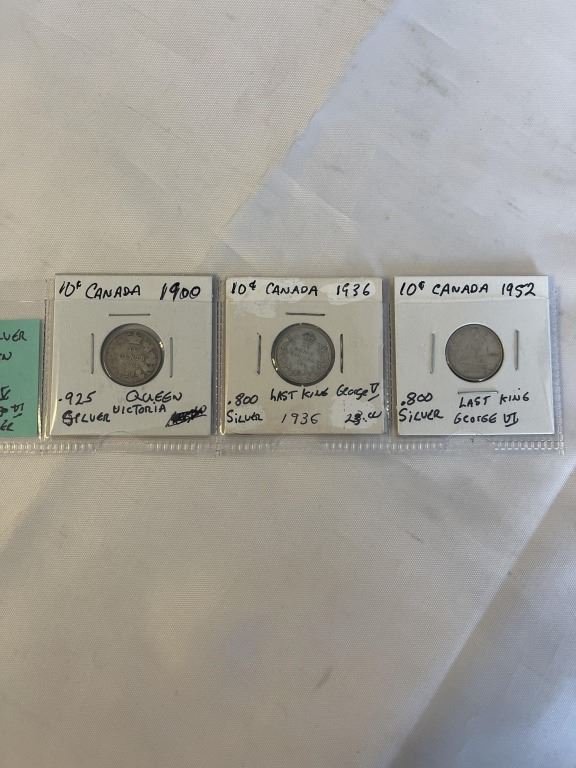 10¢ CANADA 1900
.925 QUEEN
SILVER VICTORIA
10¢ CANADA 1936
.800 LAST KING GEORGE V
SILVER 1936
10¢ CANADA 1952
.800 LAST KING
SILVER GEORGE VI